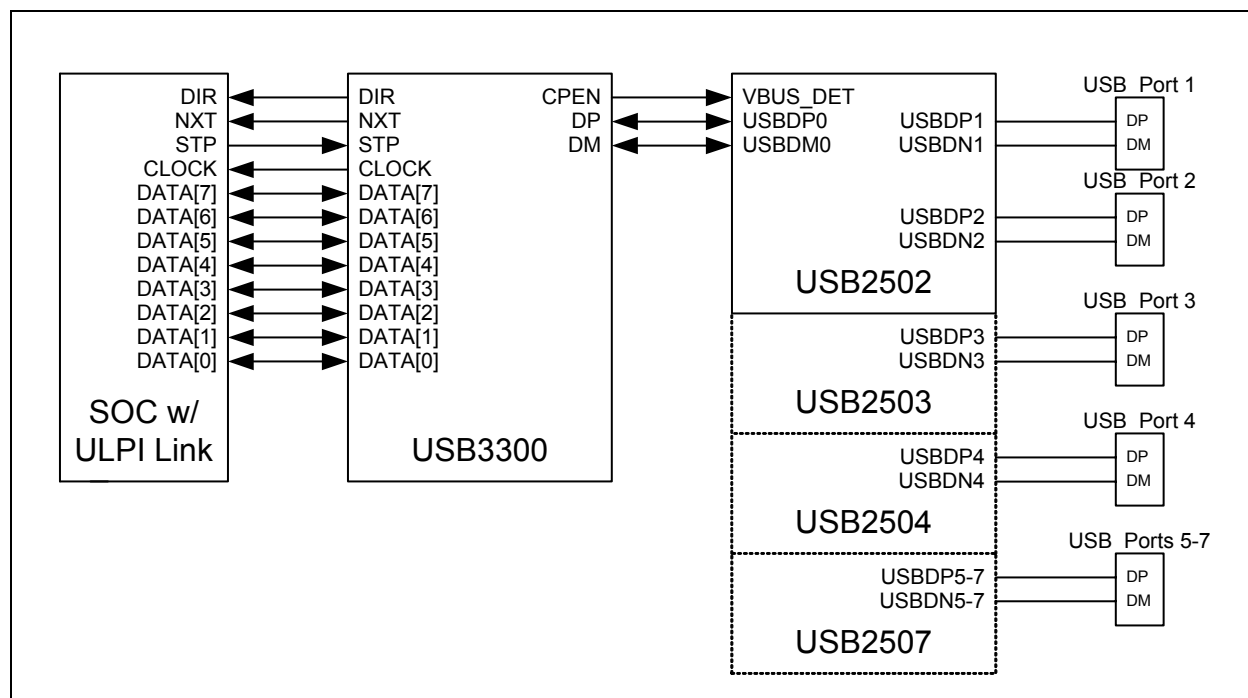 DIR
NXT
STP
CLOCK
DATA[7]
DATA[6]
DATA[5]
DATA[4]
DATA[3]
DATA[2]
DATA[1]
DATA[0]
SOC w/
ULPI Link
DIR
NXT
STP
CLOCK
DATA[7]
DATA[6]
DATA[5]
DATA[4]
DATA[3]
DATA[2]
DATA[1]
DATA[0]
CPEN
DP
DM
USB3300
VBUS_DET
USBDP0
USBDM0
USBDP1
USBDN1
USBDP2
USBDN2
USB2502
USBDP3
USBDN3
USB2503
USBDP4
USBDN4
USB2504
USBDP5-7
USBDN5-7
USB2507
USB Port 1
DP
DM
USB Port 2
DP
DM
USB Port 3
DP
DM
USB Port 4
DP
DM
USB Ports 5-7
DP
DM